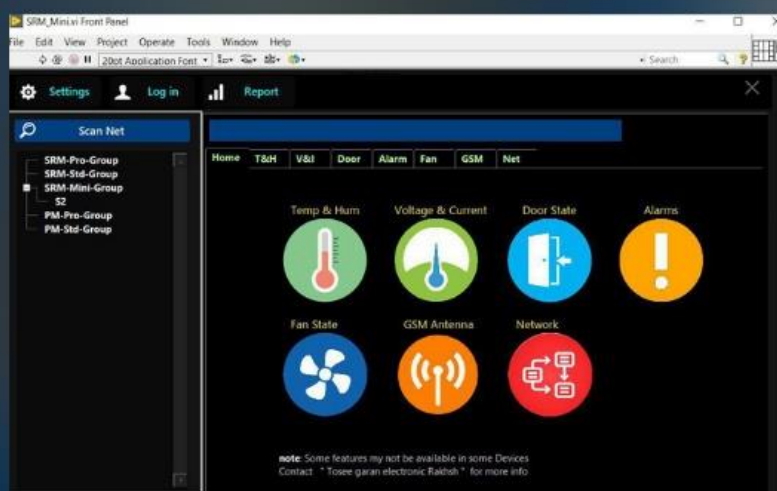 SRM_Mini.vi Front Panel
File Edit View Project Operate Tools Window Help
20pt Application Font
Search
Settings Log in Report
Scan Net
SRM-Pro-Group
SRM-Std-Group
SRM-Mini-Group
S2
PM-Pro-Group
PM-Std-Group
Home T&H V&I Door Alarm Fan GSM Net
Temp & Hum Voltage & Current Door State Alarms
Fan State GSM Antenna Network
note: Some features my not be available in some Devices
Contact " Tosee garan electronic Rakhsh " for more info